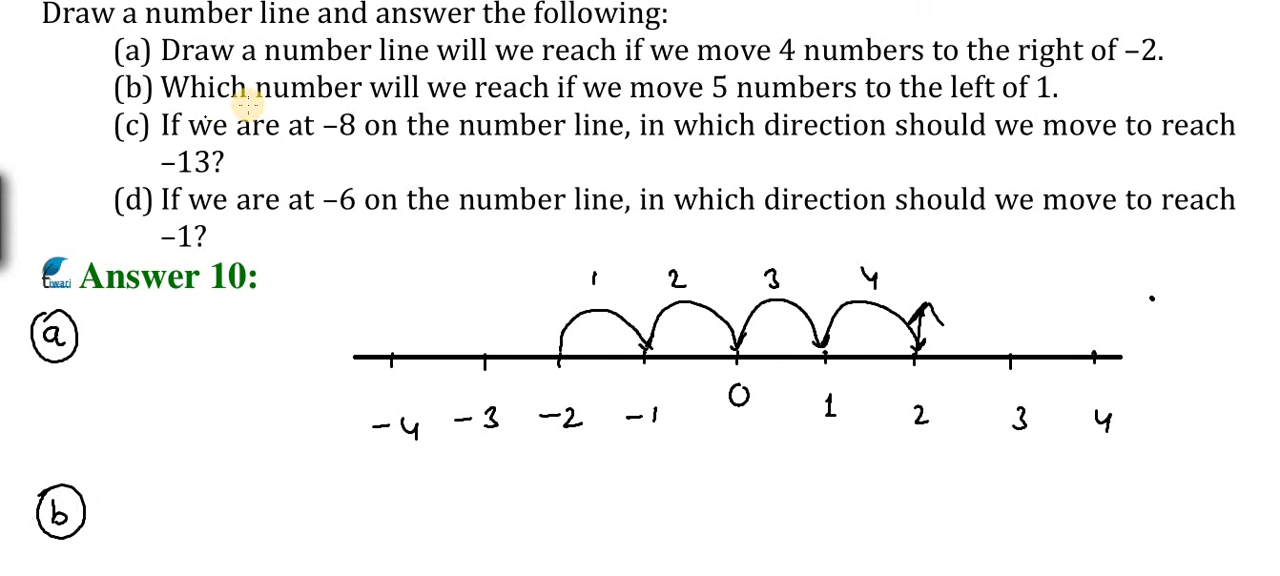 Draw a number line and answer the following:
(a) Draw a number line will we reach if we move 4 numbers to the right of –2.
(b) Which number will we reach if we move 5 numbers to the left of 1.
(c) If we are at –8 on the number line, in which direction should we move to reach
–13?
(d) If we are at –6 on the number line, in which direction should we move to reach
–1?
Tiwari Answer 10:
1 2 3 4
(a)
-4 -3 -2 -1 0 1 2 3 4
(b)